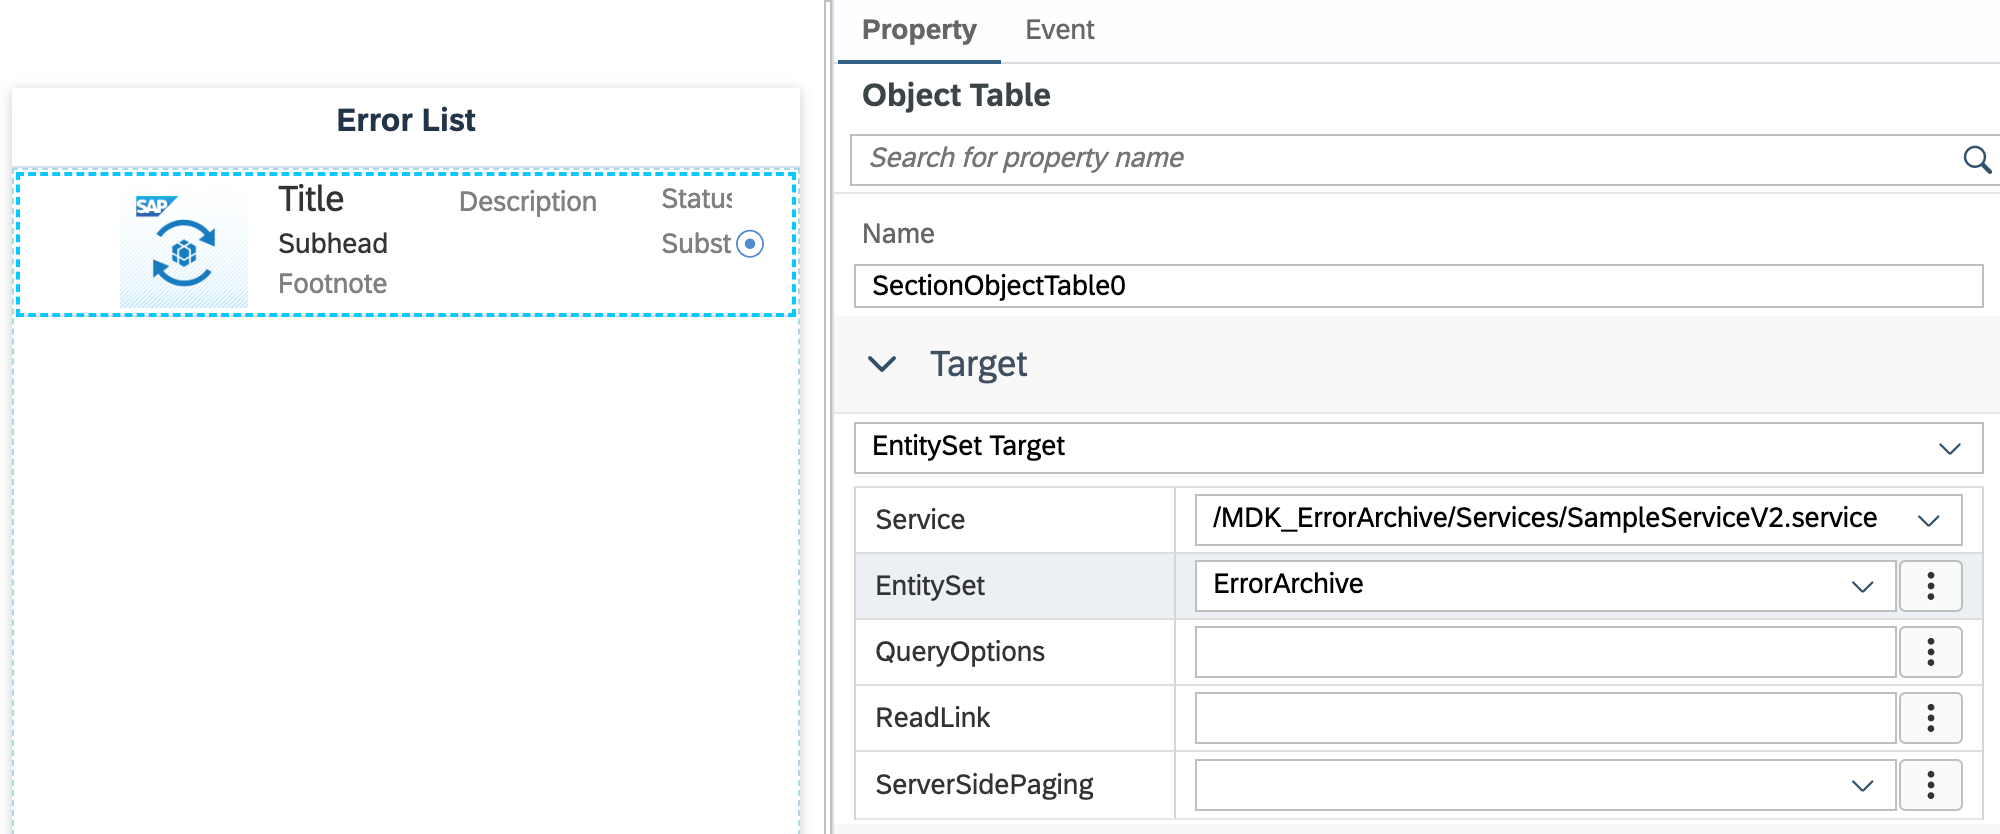 Error List
SAP
Title
Description
Status
Subhead
Subst
Footnote
Property
Event
Object Table
Search for property name
Name
SectionObjectTable0
Target
EntitySet Target
Service
/MDK_ErrorArchive/Services/SampleServiceV2.service
EntitySet
ErrorArchive
QueryOptions
ReadLink
ServerSidePaging